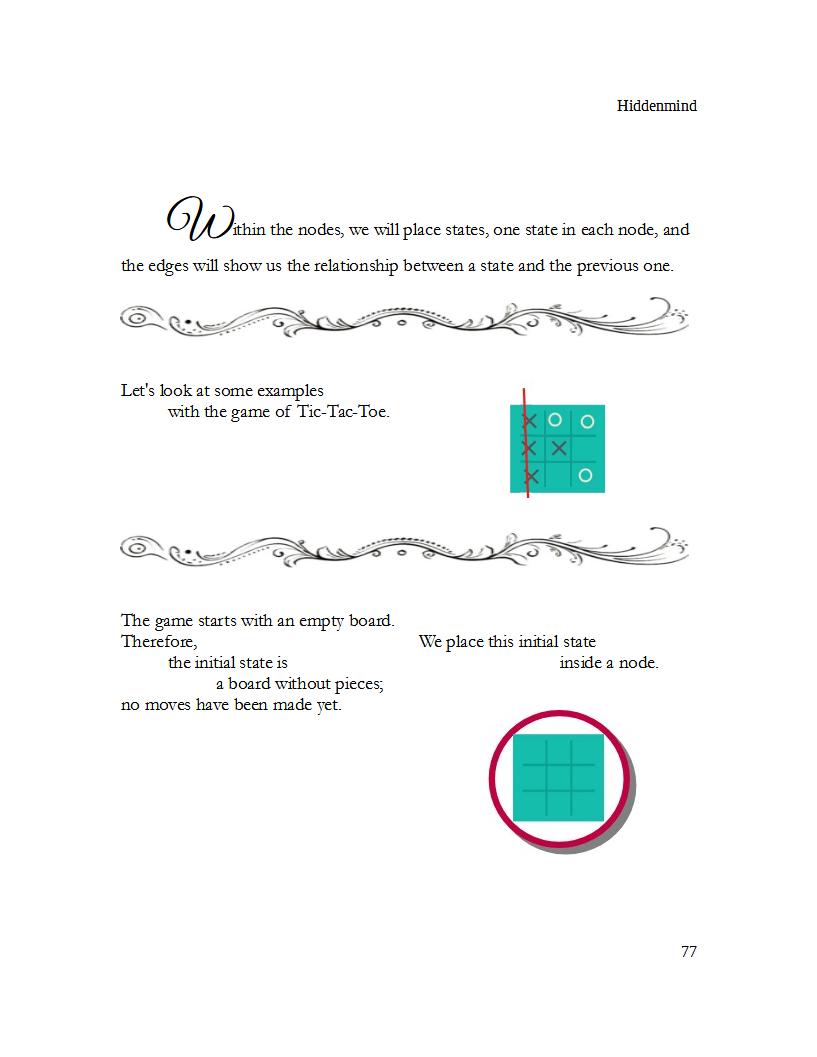 Hiddenmind
Within the nodes, we will place states, one state in each node, and
the edges will show us the relationship between a state and the previous one.
Let's look at some examples
with the game of Tic-Tac-Toe.
X O O
X X
X O
The game starts with an empty board.
Therefore,
the initial state is
a board without pieces;
no moves have been made yet.
We place this initial state
inside a node.
77